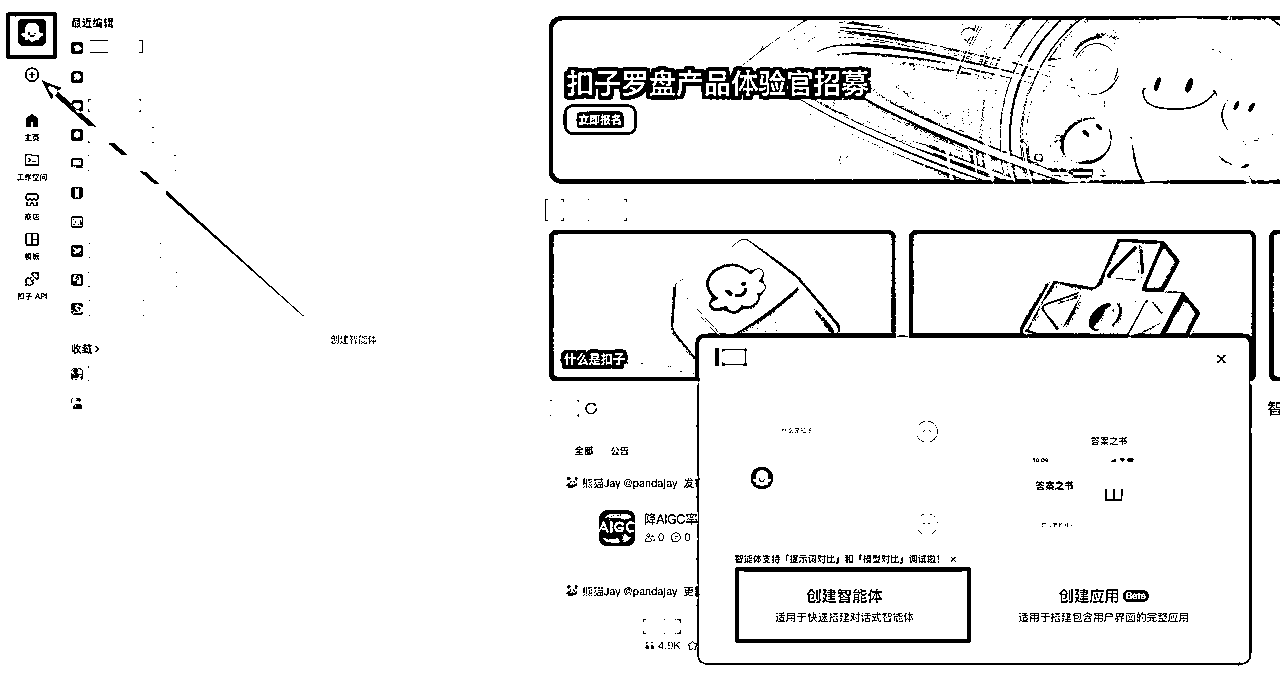 最近编辑
主页
工作空间
商店
模板
扣子 API
收藏 >
创建智能体
扣子罗盘产品体验官招募
立即报名
什么是扣子
全部 公告
熊猫Jay @pandajay 发布
AIGC
降AIGC率
0 0
熊猫Jay @pandajay 更新
4.9K
智
答案之书
答案之书
智能体支持「提示词对比」和「模型对比」调试啦!
创建智能体
适用于快速搭建对话式智能体
创建应用 Beta
适用于搭建包含用户界面的完整应用